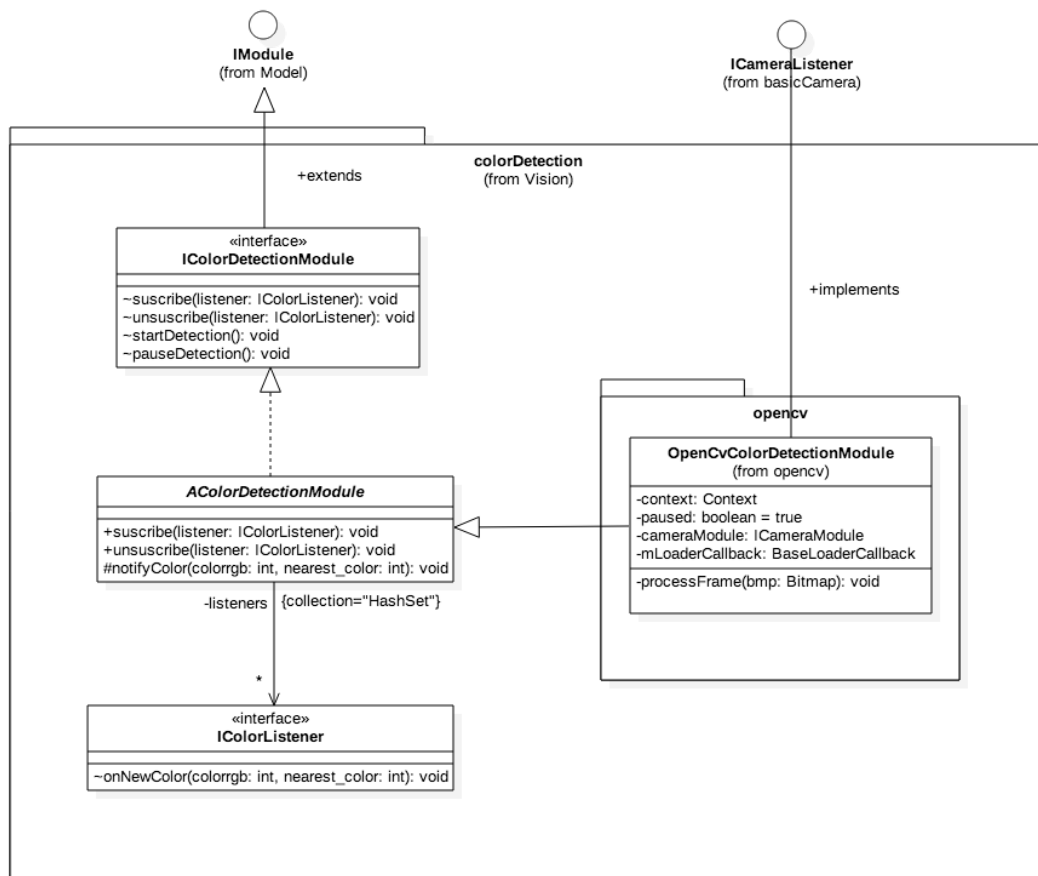 IModule
(from Model)
ICameraListener
(from basicCamera)
colorDetection
(from Vision)
+extends
«interface»
IColorDetectionModule
~suscribe(listener: IColorListener): void
~unsuscribe(listener: IColorListener): void
~startDetection(): void
~pauseDetection(): void
+implements
opencv
OpenCvColorDetectionModule
(from opencv)
-context: Context
-paused: boolean = true
-cameraModule: ICameraModule
-mLoaderCallback: BaseLoaderCallback
-processFrame(bmp: Bitmap): void
AColorDetectionModule
+suscribe(listener: IColorListener): void
+unsuscribe(listener: IColorListener): void
#notifyColor(colorrgb: int, nearest_color: int): void
-listeners {collection="HashSet"}
*
«interface»
IColorListener
~onNewColor(colorrgb: int, nearest_color: int): void